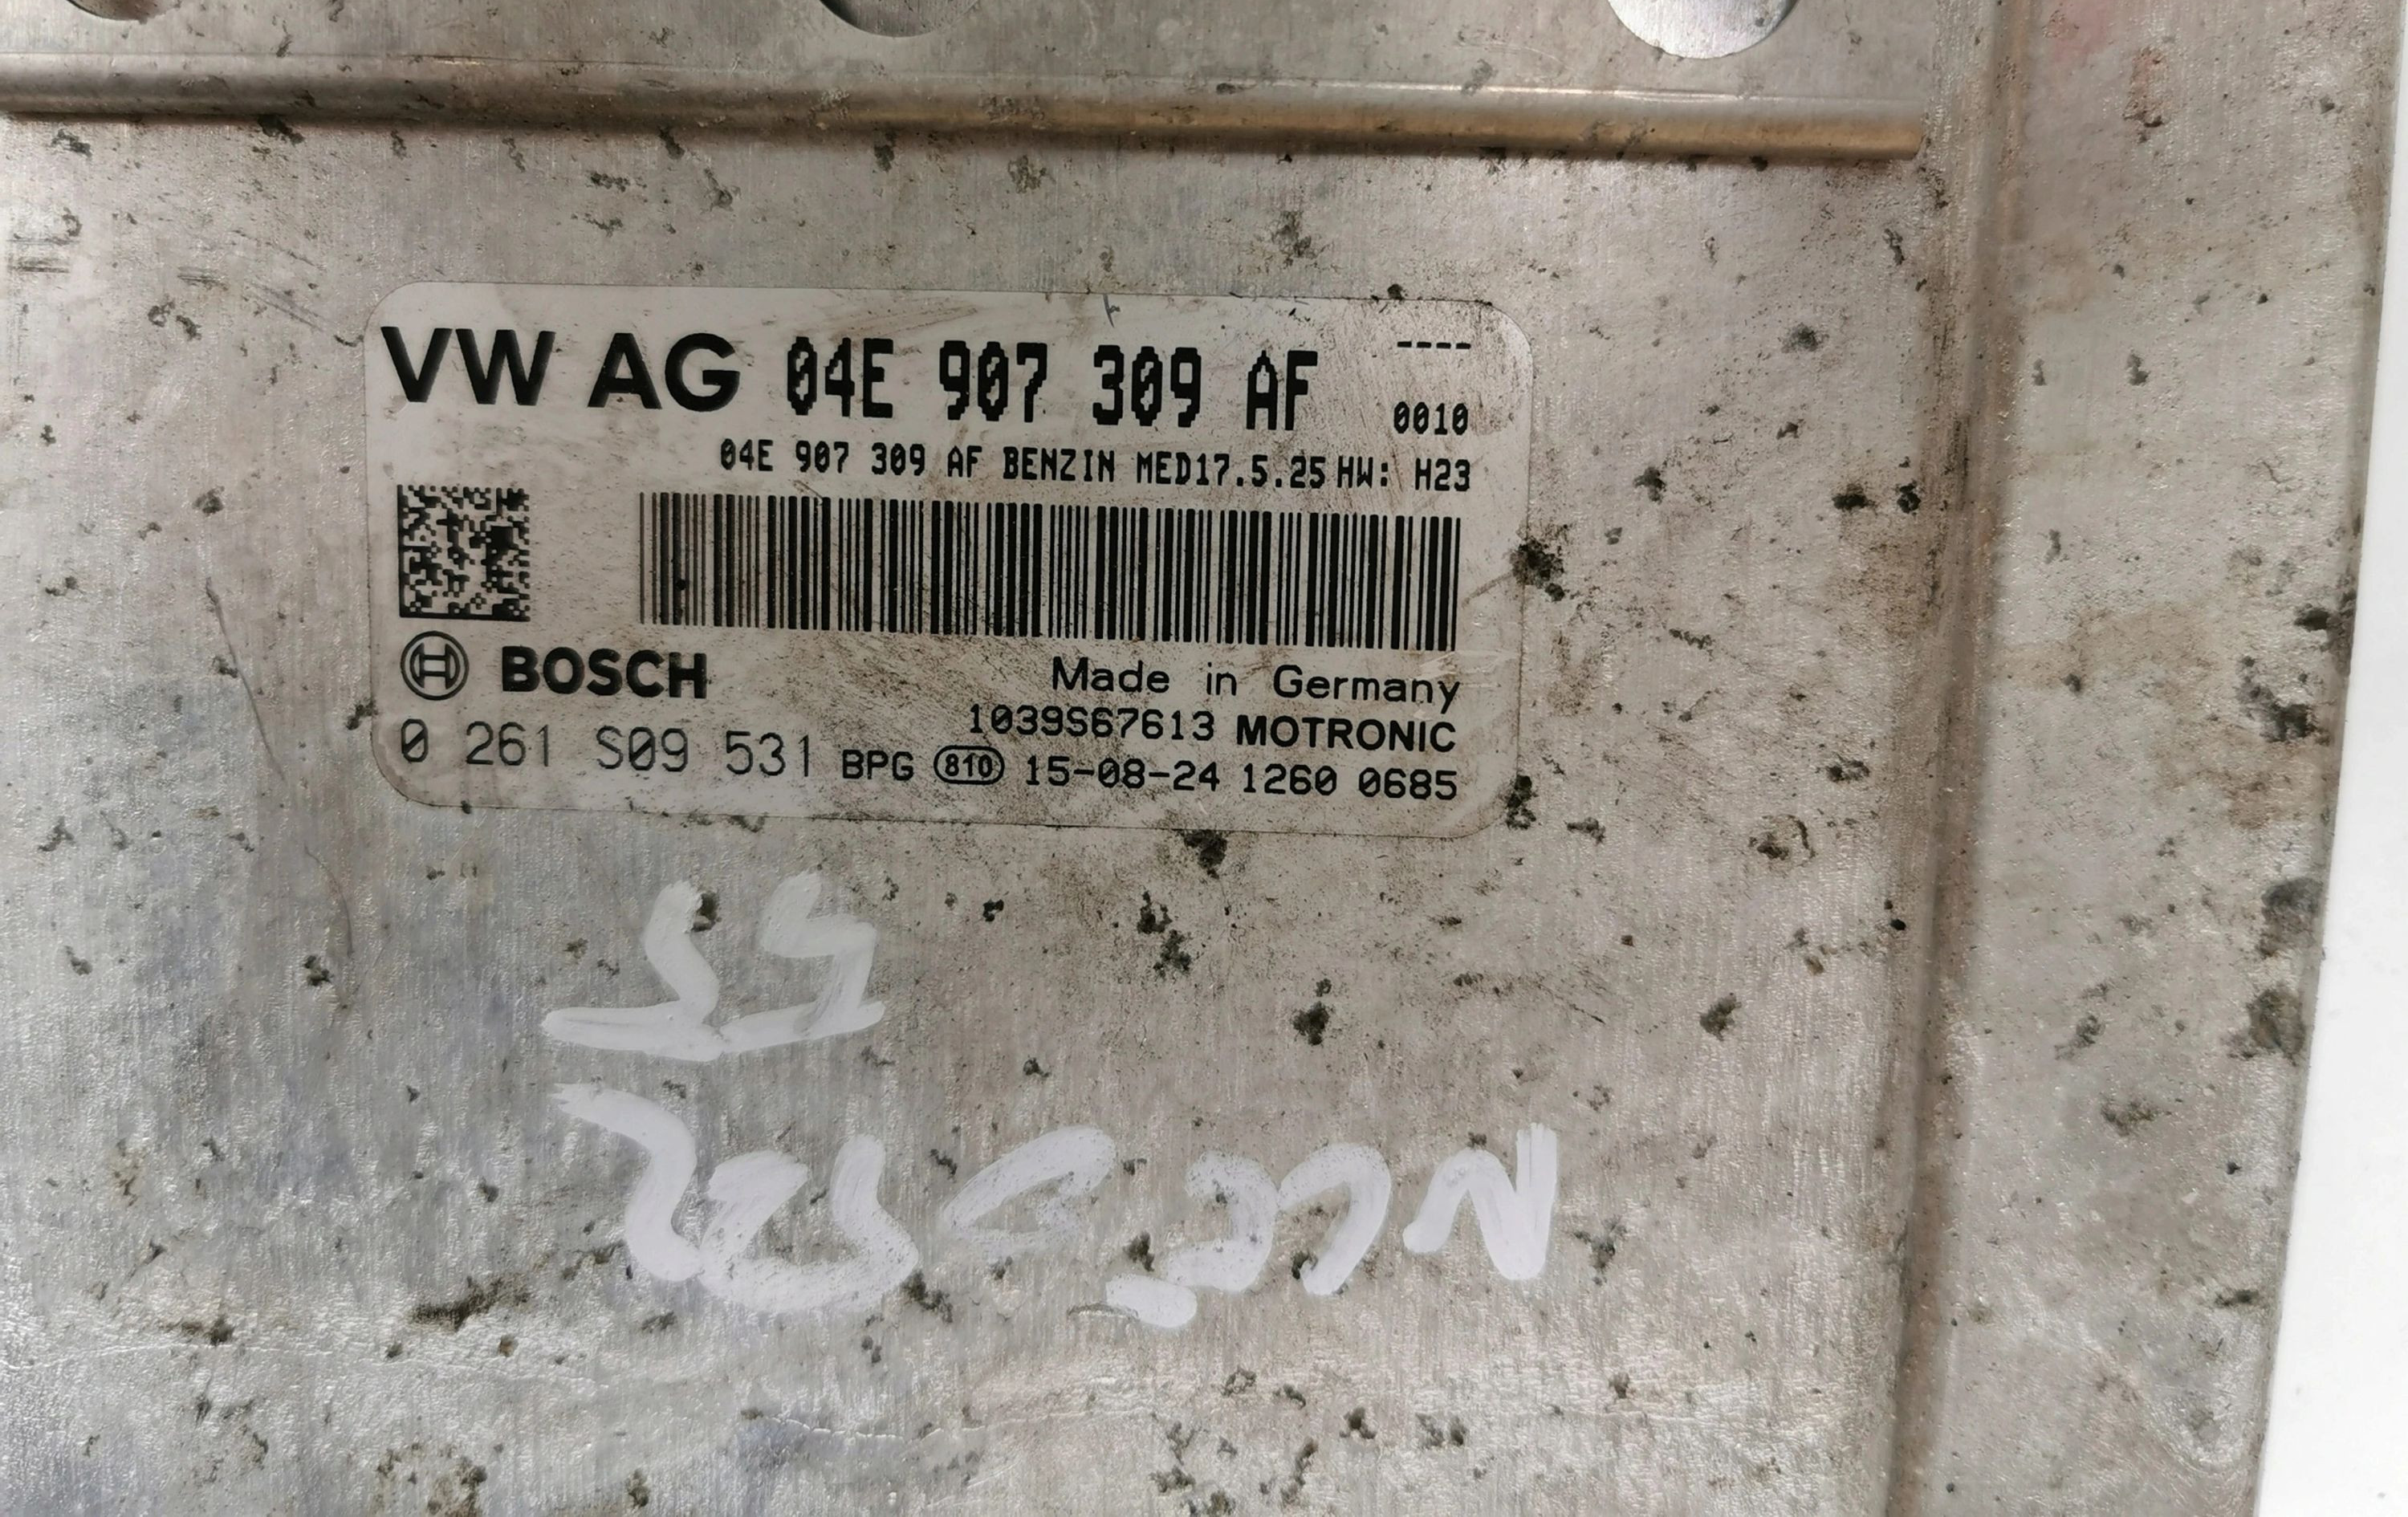 VW AG 04E 907 309 AF ----
0010
04E 907 309 AF BENZIN MED17.5.25 HW: H23
BOSCH
Made in Germany
1039S67613 MOTRONIC
0 261 S09 531 BPG 810 15-08-24 1260 0685